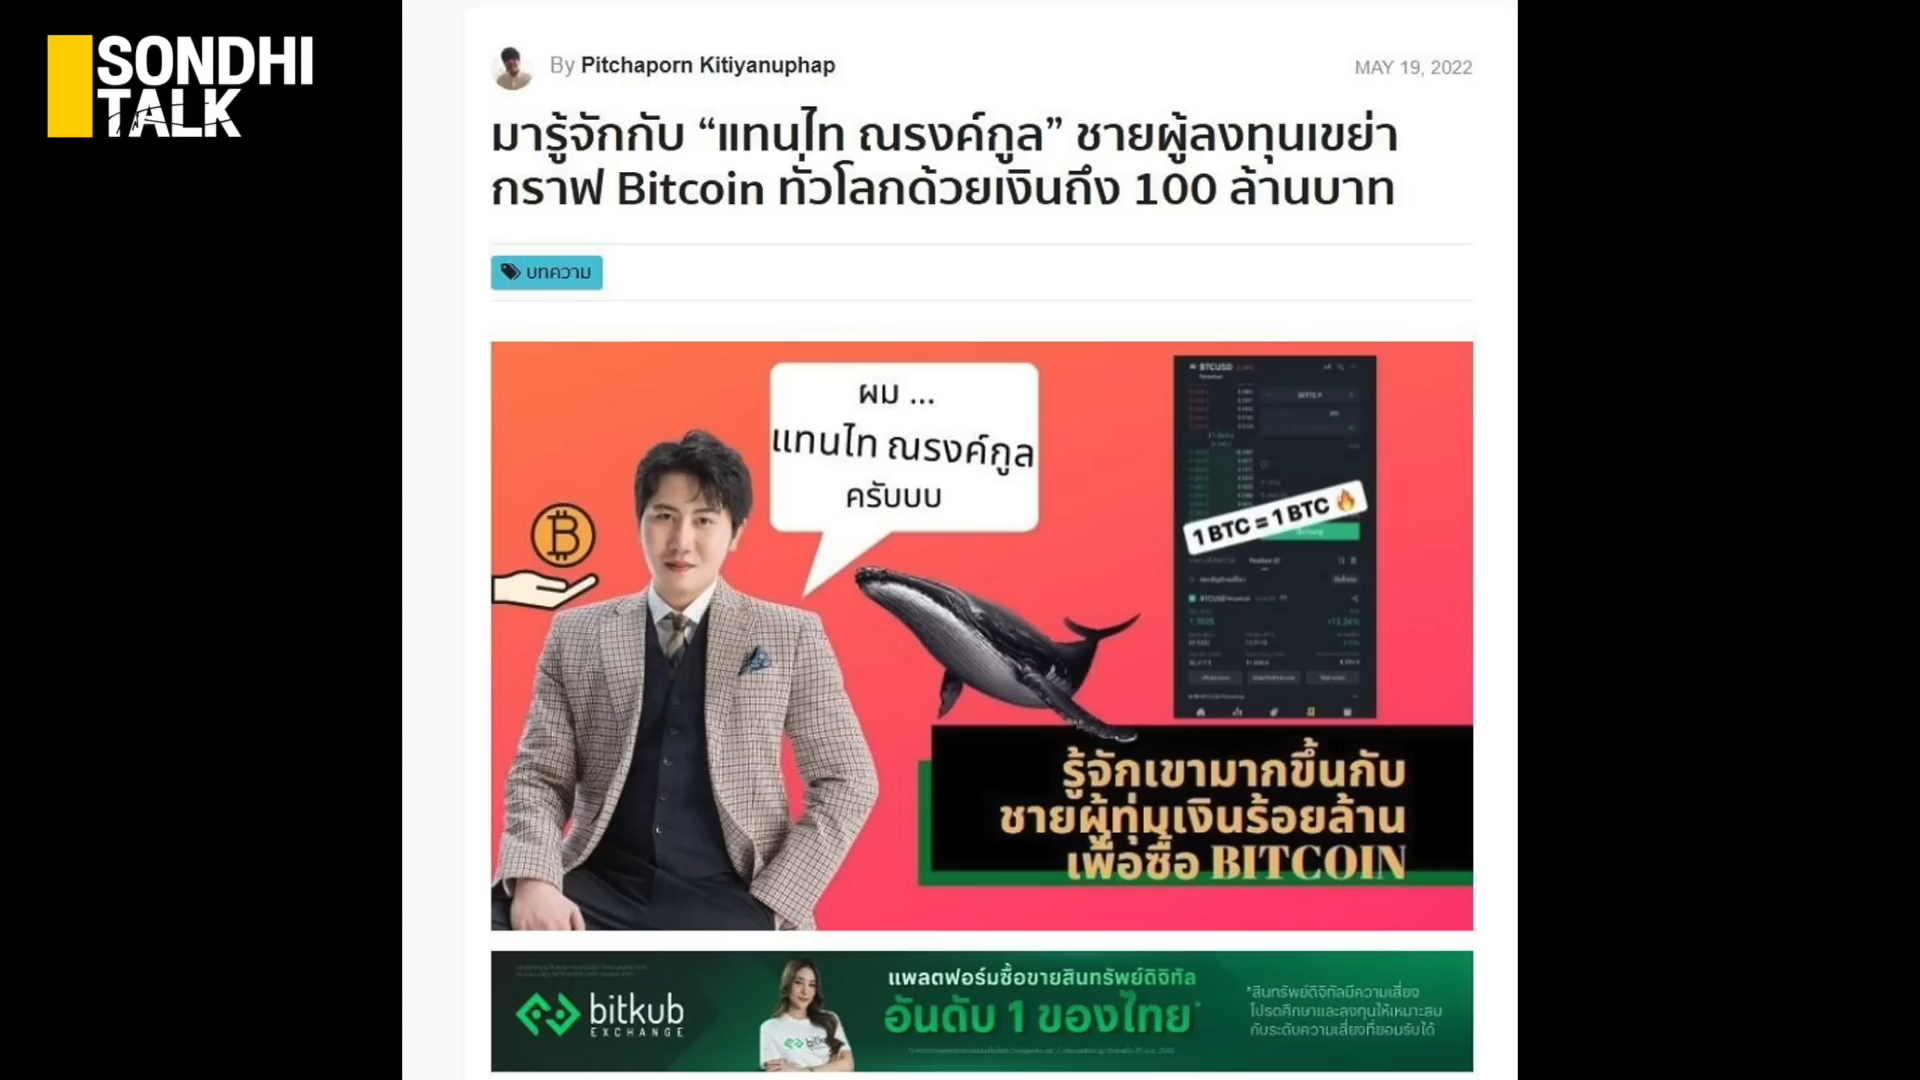 SONDHI
TALK
By Pitchaporn Kitiyanuphap
MAY 19, 2022
มารู้จักกับ “แทนไท ณรงค์กูล” ชายผู้ลงทุนเขย่า
กราฟ Bitcoin ทั่วโลกด้วยเงินถึง 100 ล้านบาท
บทความ
ผม ...
แทนไท ณรงค์กูล
ครับบบ
BTCUSD
1 BTC = 1 BTC 🔥
รู้จักเขามากขึ้นกับ
ชายผู้ทุ่มเงินร้อยล้าน
เพื่อซื้อ BITCOIN
bitkub
EXCHANGE
แพลตฟอร์มซื้อขายสินทรัพย์ดิจิทัล
อันดับ 1 ของไทย*
*สินทรัพย์ดิจิทัลมีความเสี่ยง
โปรดศึกษาและลงทุนให้เหมาะสม
กับระดับความเสี่ยงที่ยอมรับได้